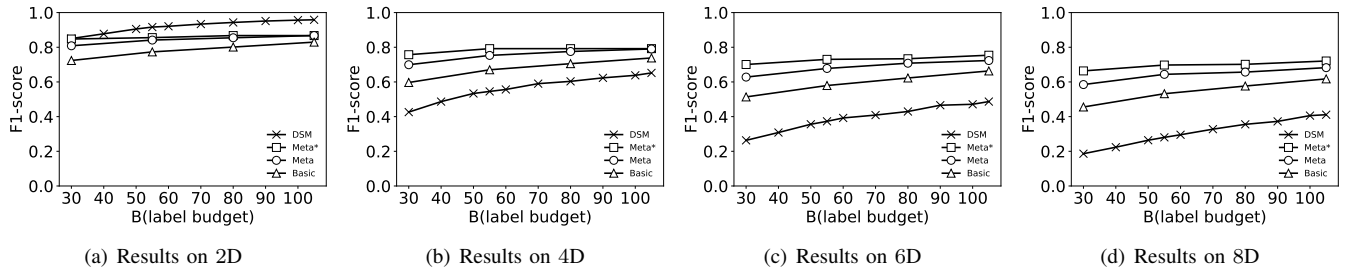 1.0
0.8
0.6
0.4
0.2
0.0
F1-score
30 40 50 60 70 80 90 100
B(label budget)
DSM
Meta*
Meta
Basic
(a) Results on 2D
1.0
0.8
0.6
0.4
0.2
0.0
F1-score
30 40 50 60 70 80 90 100
B(label budget)
DSM
Meta*
Meta
Basic
(b) Results on 4D
1.0
0.8
0.6
0.4
0.2
0.0
F1-score
30 40 50 60 70 80 90 100
B(label budget)
DSM
Meta*
Meta
Basic
(c) Results on 6D
1.0
0.8
0.6
0.4
0.2
0.0
F1-score
30 40 50 60 70 80 90 100
B(label budget)
DSM
Meta*
Meta
Basic
(d) Results on 8D